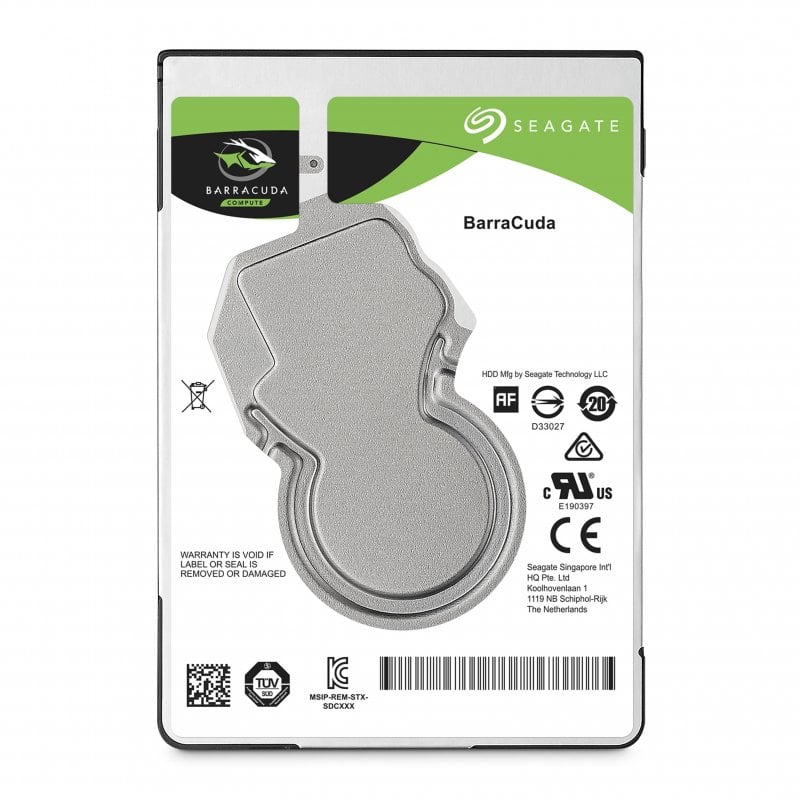 SEAGATE
BARRACUDA
COMPUTE
BarraCuda
HDD Mfg by Seagate Technology LLC
AF
20
D33027
c RU® US
E190397
CE
WARRANTY IS VOID IF
LABEL OR SEAL IS
REMOVED OR DAMAGED
Seagate Singapore Int'l
HQ Pte. Ltd
Koolhovenlaan 1
1119 NB Schiphol-Rijk
The Netherlands
TÜV
SÜD
MSIP-REM-STX-
SDCXXX